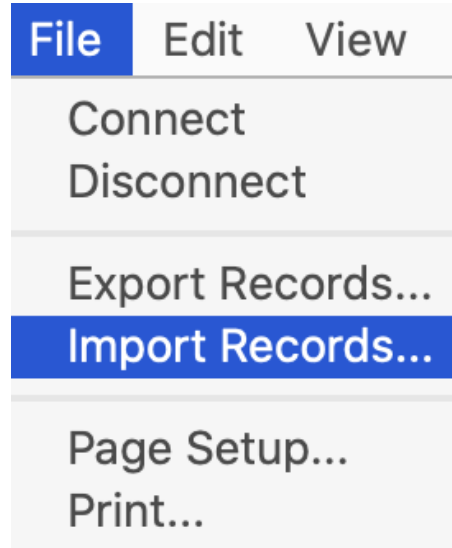 File Edit View
Connect
Disconnect
Export Records...
Import Records...
Page Setup...
Print...